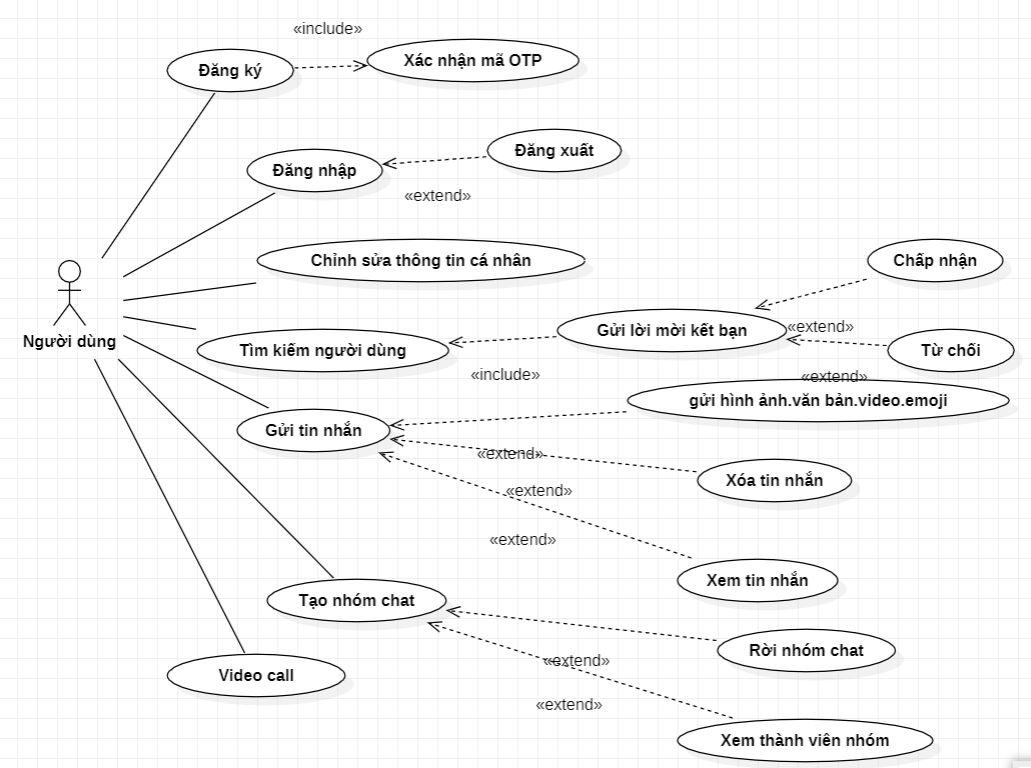 «include»
Đăng ký
Xác nhận mã OTP
Đăng nhập
Đăng xuất
«extend»
Chỉnh sửa thông tin cá nhân
Chấp nhận
Người dùng
Gửi lời mời kết bạn
«extend»
Tìm kiếm người dùng
Từ chối
«include»
«extend»
gửi hình ảnh.văn bản.video.emoji
Gửi tin nhắn
«extend»
Xóa tin nhắn
«extend»
«extend»
Xem tin nhắn
Tạo nhóm chat
Rời nhóm chat
«extend»
Video call
«extend»
Xem thành viên nhóm